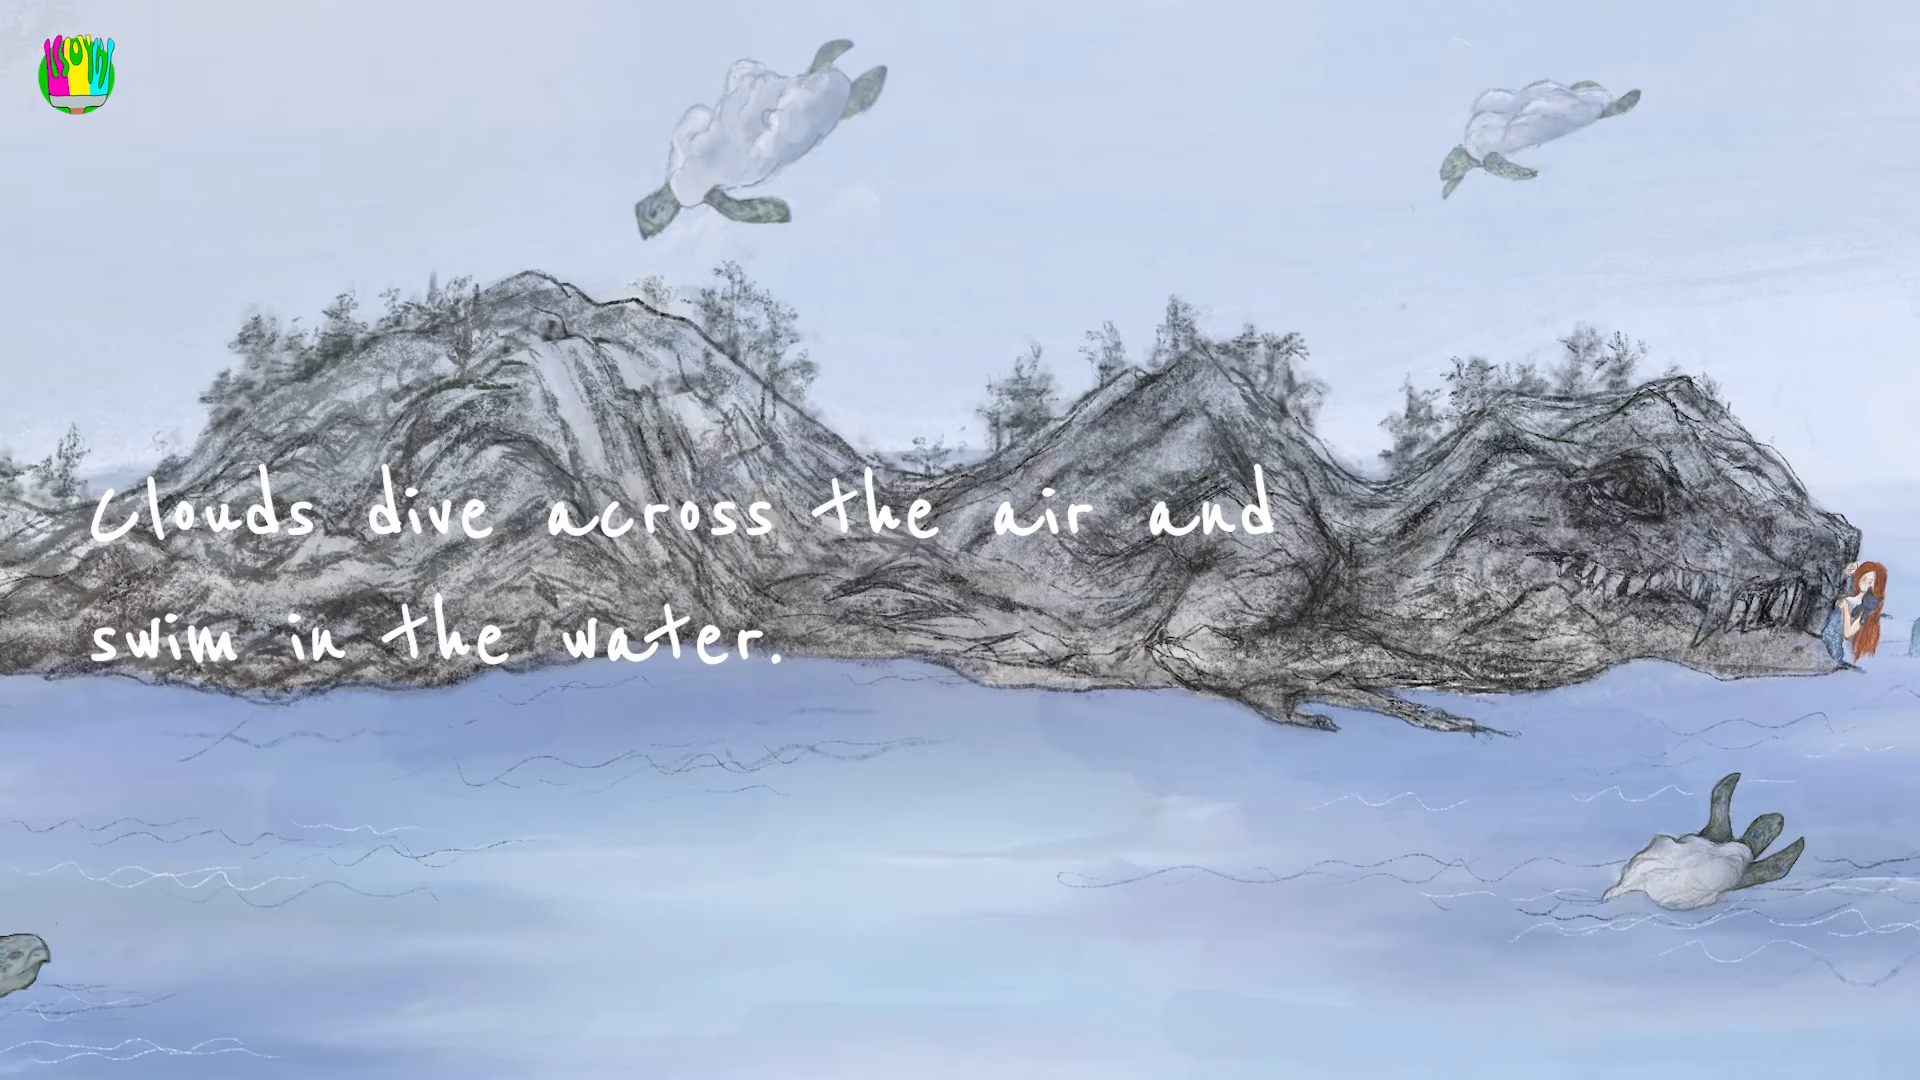 Clouds dive across the air and
swim in the water.